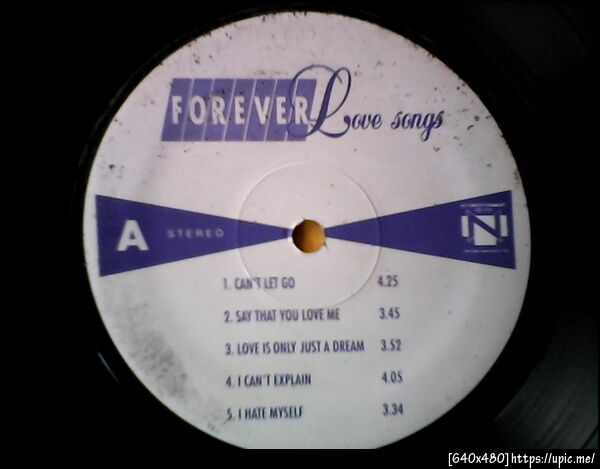 FOREVER Love songs
A STEREO N
1. CAN'T LET GO 4.25
2. SAY THAT YOU LOVE ME 3.45
3. LOVE IS ONLY JUST A DREAM 3.52
4. I CAN'T EXPLAIN 4.05
5. I HATE MYSELF 3.34
[640x480]https://upic.me/